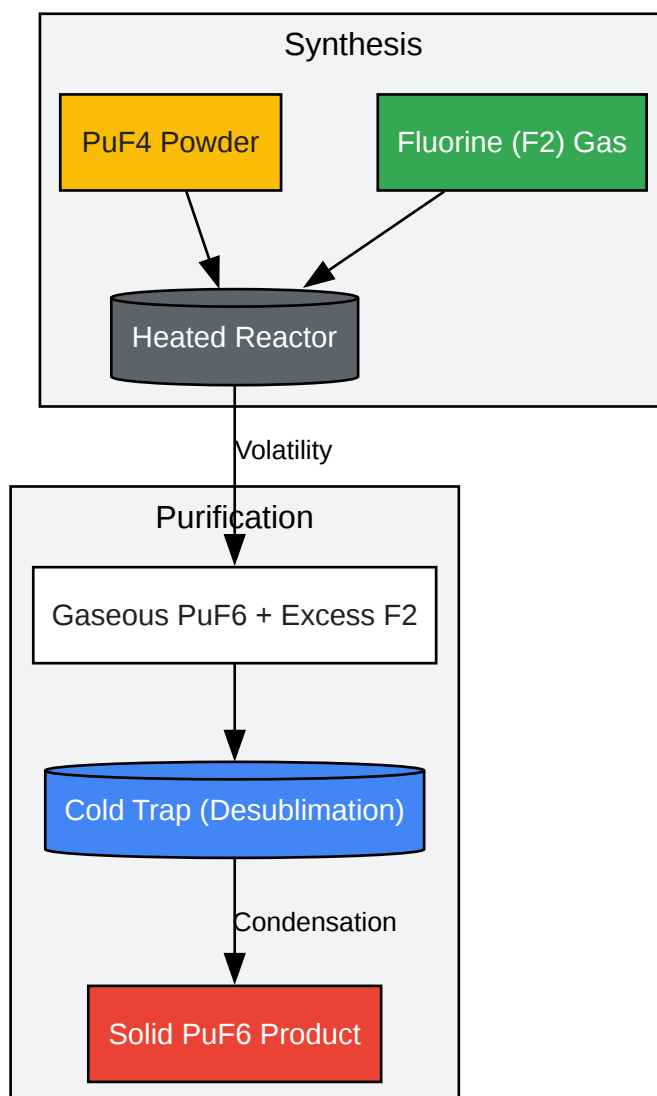 Synthesis
PuF4 Powder
Fluorine (F2) Gas
Heated Reactor
Volatility
Purification
Gaseous PuF6 + Excess F2
Cold Trap (Desublimation)
Condensation
Solid PuF6 Product